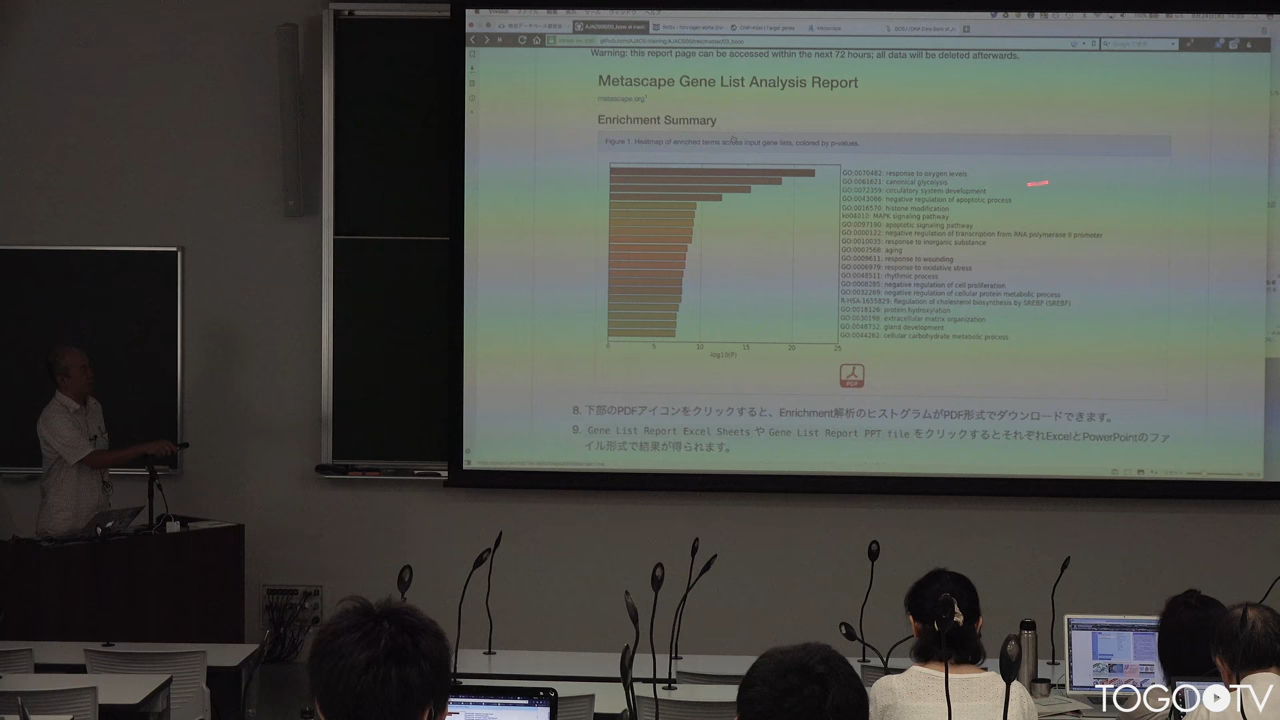 Warning: this report page can be accessed within the next 72 hours; all data will be deleted afterwards.
Metascape Gene List Analysis Report
metascape.org¹
Enrichment Summary
Figure 1. Heatmap of enriched terms across input gene lists, colored by p-values.
GO:0070482: response to oxygen levels
GO:0061621: canonical glycolysis
GO:0072359: circulatory system development
GO:0043066: negative regulation of apoptotic process
GO:0016570: histone modification
ko04010: MAPK signaling pathway
GO:0097190: apoptotic signaling pathway
GO:0000122: negative regulation of transcription from RNA polymerase II promoter
GO:0010035: response to inorganic substance
GO:0007568: aging
GO:0009611: response to wounding
GO:0006979: response to oxidative stress
GO:0048511: rhythmic process
GO:0008285: negative regulation of cell proliferation
GO:0032269: negative regulation of cellular protein metabolic process
R-HSA-1655829: Regulation of cholesterol biosynthesis by SREBP (SREBF)
GO:0018126: protein hydroxylation
GO:0030198: extracellular matrix organization
GO:0048732: gland development
GO:0044262: cellular carbohydrate metabolic process
0 5 10 15 20 25
-log10(P)
PDF
8. 下部のPDFアイコンをクリックすると、Enrichment解析のヒストグラムがPDF形式でダウンロードできます。
9. Gene List Report Excel Sheets や Gene List Report PPT file をクリックするとそれぞれExcelとPowerPointのファ
イル形式で結果が得られます。
TOGOTV